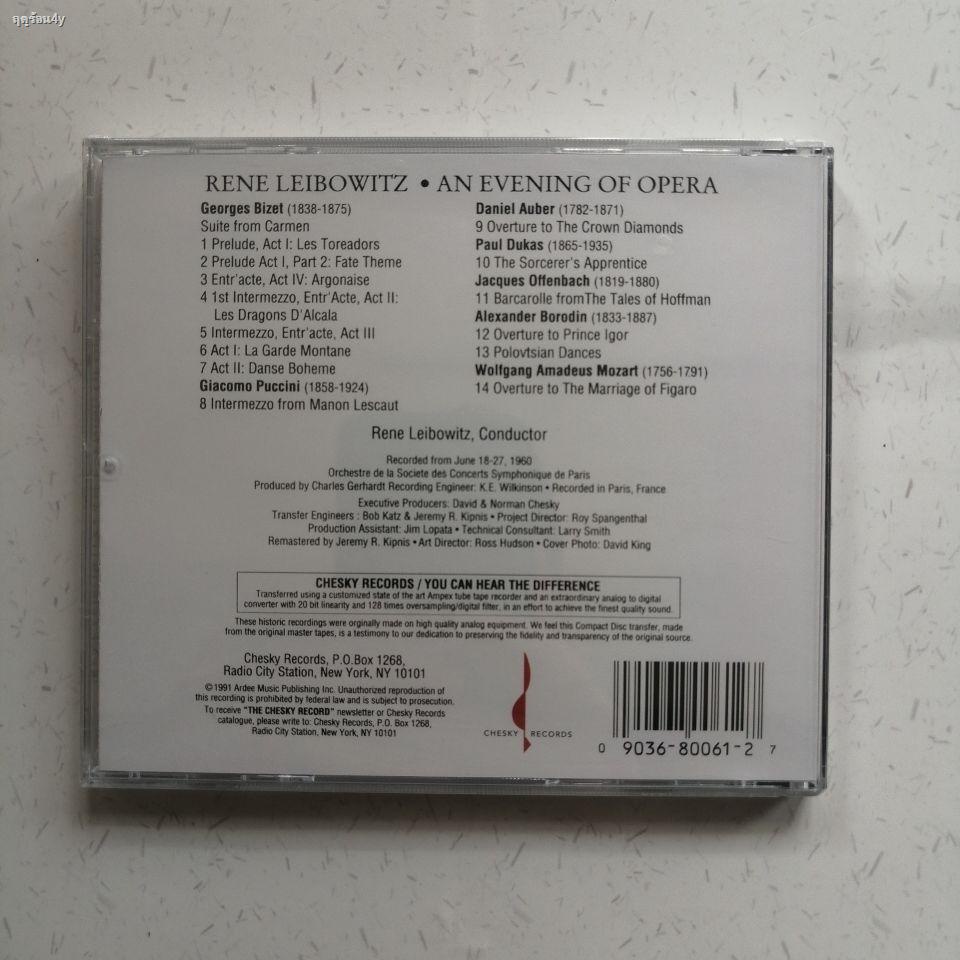 ฤดูร้อน4y
RENE LEIBOWITZ • AN EVENING OF OPERA
Georges Bizet (1838-1875)
Suite from Carmen
1 Prelude, Act I: Les Toreadors
2 Prelude Act I, Part 2: Fate Theme
3 Entr'acte, Act IV: Argonaise
4 1st Intermezzo, Entr'Acte, Act II:
Les Dragons D'Alcala
5 Intermezzo, Entr'acte, Act III
6 Act I: La Garde Montane
7 Act II: Danse Boheme
Giacomo Puccini (1858-1924)
8 Intermezzo from Manon Lescaut
Daniel Auber (1782-1871)
9 Overture to The Crown Diamonds
Paul Dukas (1865-1935)
10 The Sorcerer's Apprentice
Jacques Offenbach (1819-1880)
11 Barcarolle fromThe Tales of Hoffman
Alexander Borodin (1833-1887)
12 Overture to Prince Igor
13 Polovtsian Dances
Wolfgang Amadeus Mozart (1756-1791)
14 Overture to The Marriage of Figaro
Rene Leibowitz, Conductor
Recorded from June 18-27, 1960
Orchestre de la Societe des Concerts Symphonique de Paris
Produced by Charles Gerhardt Recording Engineer: K.E. Wilkinson • Recorded in Paris, France
Executive Producers: David & Norman Chesky
Transfer Engineers : Bob Katz & Jeremy R. Kipnis • Project Director: Roy Spangenthal
Production Assistant: Jim Lopata • Technical Consultant: Larry Smith
Remastered by Jeremy R. Kipnis • Art Director: Ross Hudson • Cover Photo: David King
CHESKY RECORDS / YOU CAN HEAR THE DIFFERENCE
Transferred using a customized state of the art Ampex tube tape recorder and an extraordinary analog to digital
converter with 20 bit linearity and 128 times oversampling/digital filter, in an effort to achieve the finest quality sound.
These historic recordings were orginally made on high quality analog equipment. We feel this Compact Disc transfer, made
from the original master tapes, is a testimony to our dedication to preserving the fidelity and transparency of the original source.
Chesky Records, P.O.Box 1268,
Radio City Station, New York, NY 10101
©1991 Ardee Music Publishing Inc. Unauthorized reproduction of
this recording is prohibited by federal law and is subject to prosecution.
To receive "THE CHESKY RECORD" newsletter or Chesky Records
catalogue, please write to: Chesky Records, P.O. Box 1268,
Radio City Station, New York, NY 10101
CHESKY RECORDS
0 9036-80061-2 7